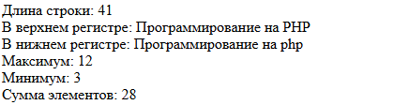 Длина строки: 41
В верхнем регистре: Программирование на PHP
В нижнем регистре: Программирование на php
Максимум: 12
Минимум: 3
Сумма элементов: 28